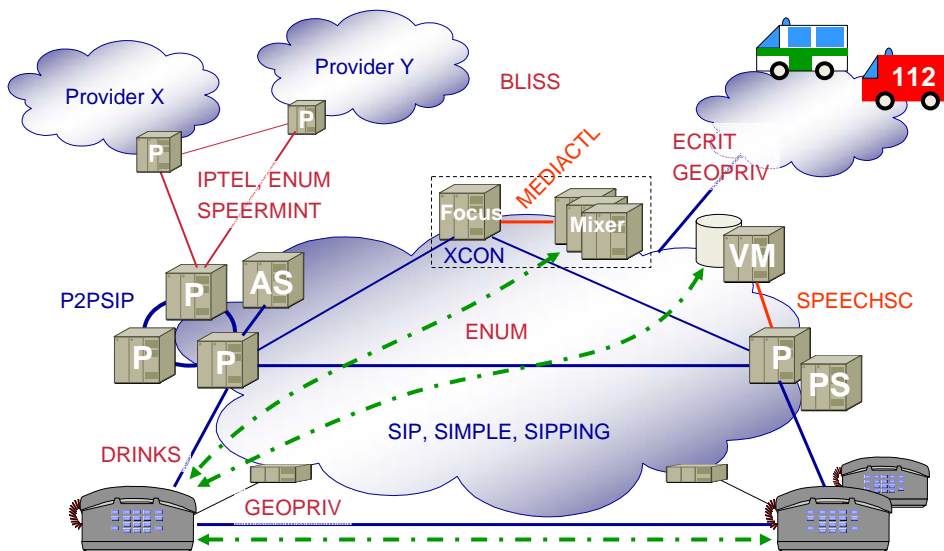 Provider X
Provider Y
BLISS
112
P
P
IPTEL, ENUM
SPEERMINT
MEDIACTL
ECRIT
GEOPRIV
Focus
Mixer
XCON
VM
P2PSIP
P
AS
SPEECHSC
P
P
ENUM
P
PS
SIP, SIMPLE, SIPPING
DRINKS
GEOPRIV